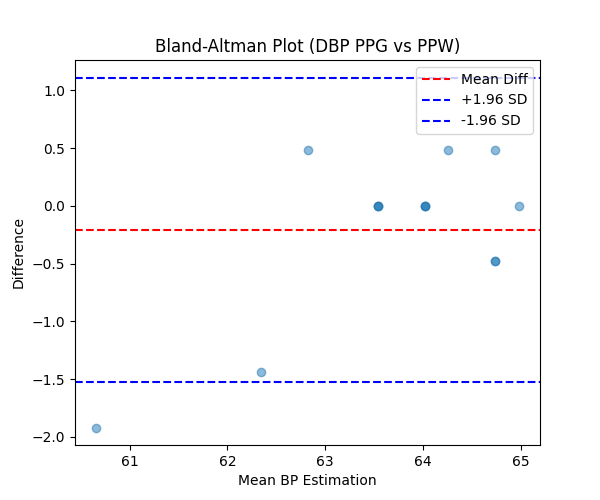 Bland-Altman Plot (DBP PPG vs PPW)
Mean Diff
+1.96 SD
-1.96 SD
1.0
0.5
0.0
−0.5
−1.0
−1.5
−2.0
Difference
61 62 63 64 65
Mean BP Estimation